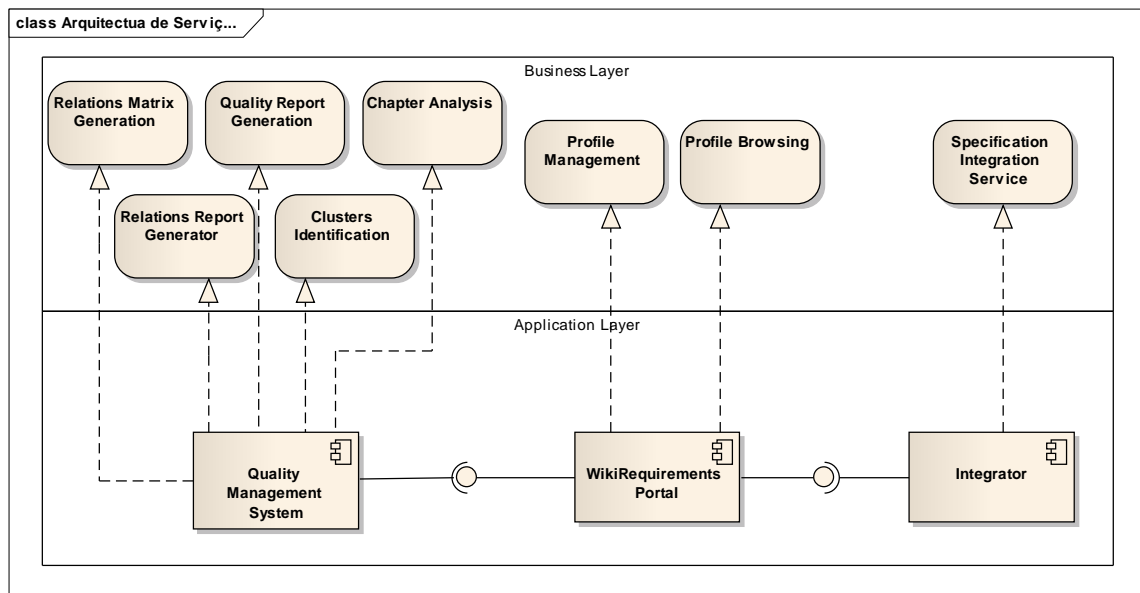 class Arquitectua de Serviç...
Business Layer
Relations Matrix
Generation
Quality Report
Generation
Chapter Analysis
Profile
Management
Profile Browsing
Specification
Integration
Service
Relations Report
Generator
Clusters
Identification
Application Layer
Quality
Management
System
WikiRequirements
Portal
Integrator